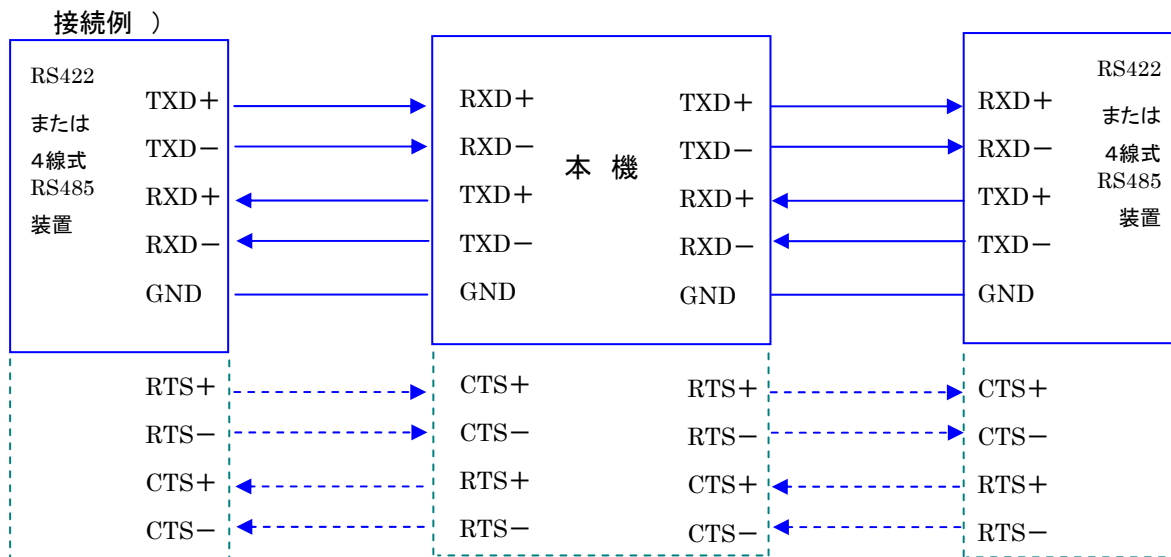 接続例 )
RS422
または
4線式
RS485
装置
TXD+
TXD-
RXD+
RXD-
GND
RXD+
RXD-
TXD+
TXD-
GND
本 機
TXD+
TXD-
RXD+
RXD-
GND
RXD+
RXD-
TXD+
TXD-
GND
RS422
または
4線式
RS485
装置
RTS+
RTS-
CTS+
CTS-
CTS+
CTS-
RTS+
RTS-
RTS+
RTS-
CTS+
CTS-
CTS+
CTS-
RTS+
RTS-